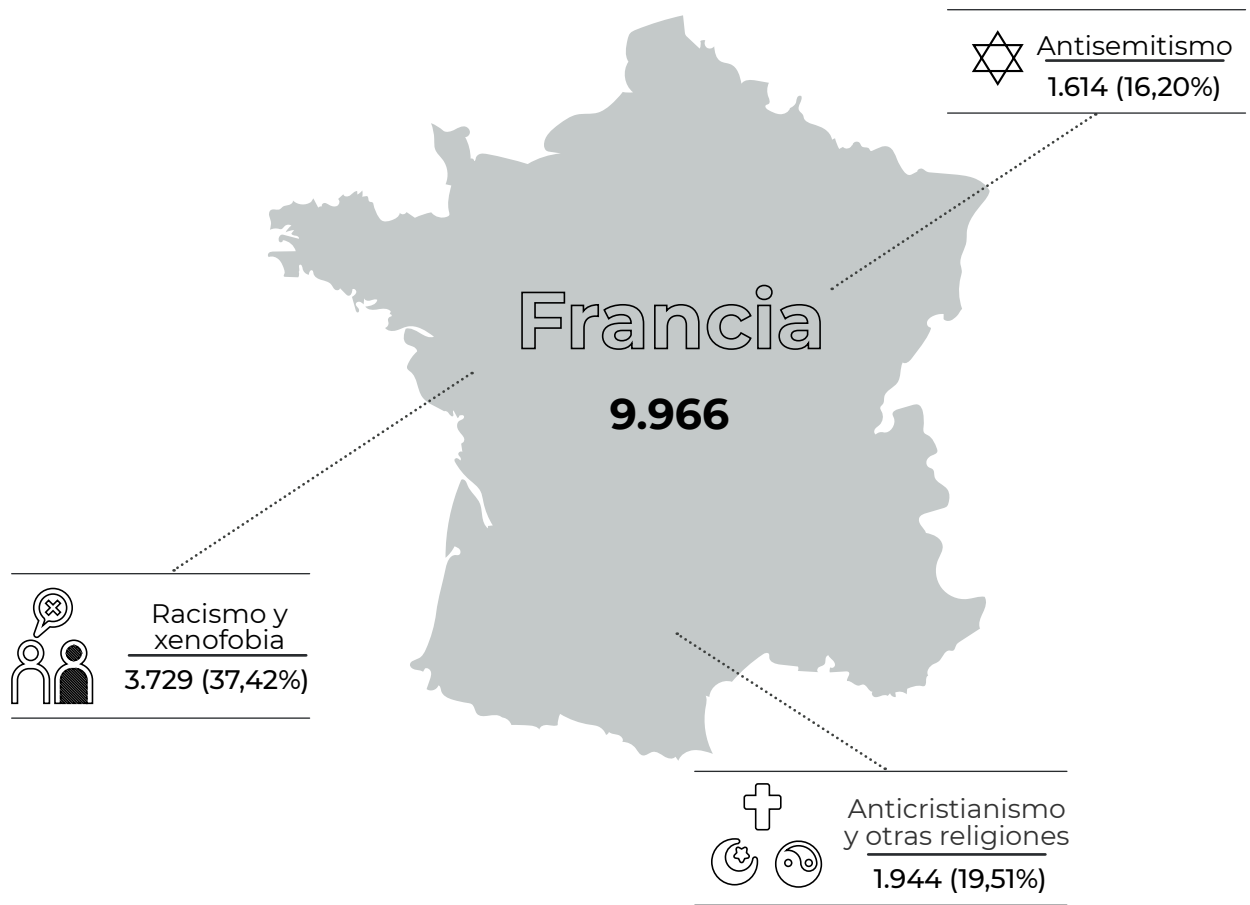 Antisemitismo
1.614 (16,20%)
Francia
9.966
Racismo y
xenofobia
3.729 (37,42%)
Anticristianismo
y otras religiones
1.944 (19,51%)